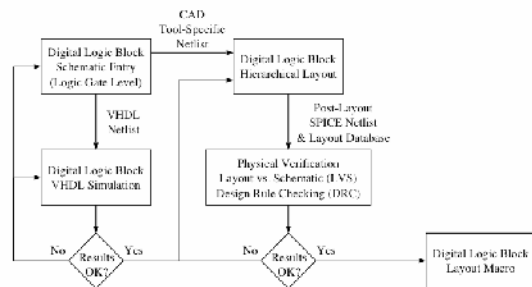 CAD
Tool-Specific
Netlist
Digital Logic Block
Schematic Entry
(Logic Gate Level)
Digital Logic Block
Hierarchical Layout
VHDL
Netlist
Post-Layout
SPICE Netlist
& Layout Database
Digital Logic Block
VHDL Simulation
Physical Verification
Layout vs. Schematic (LVS)
Design Rule Checking (DRC)
No
Results
OK?
Yes
No
Results
OK?
Yes
Digital Logic Block
Layout Macro